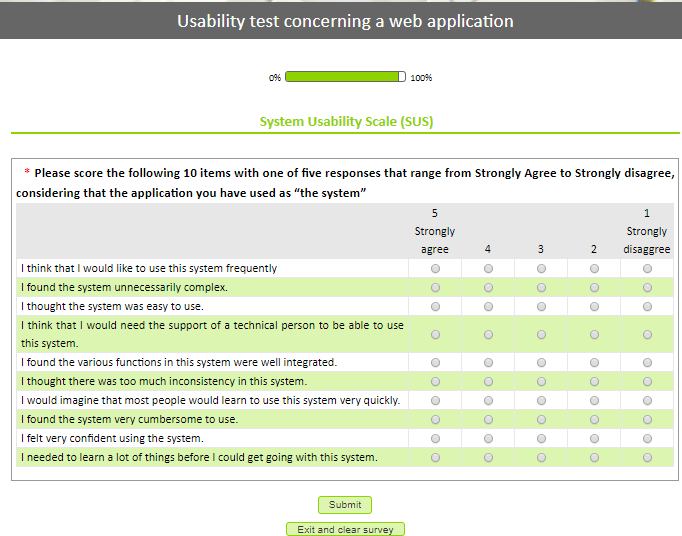 Usability test concerning a web application
0% 100%
System Usability Scale (SUS)
* Please score the following 10 items with one of five responses that range from Strongly Agree to Strongly disagree,
considering that the application you have used as “the system”
5 1
Strongly Strongly
agree 4 3 2 disaggree
I think that I would like to use this system frequently
I found the system unnecessarily complex.
I thought the system was easy to use.
I think that I would need the support of a technical person to be able to use
this system.
I found the various functions in this system were well integrated.
I thought there was too much inconsistency in this system.
I would imagine that most people would learn to use this system very quickly.
I found the system very cumbersome to use.
I felt very confident using the system.
I needed to learn a lot of things before I could get going with this system.
Submit
Exit and clear survey